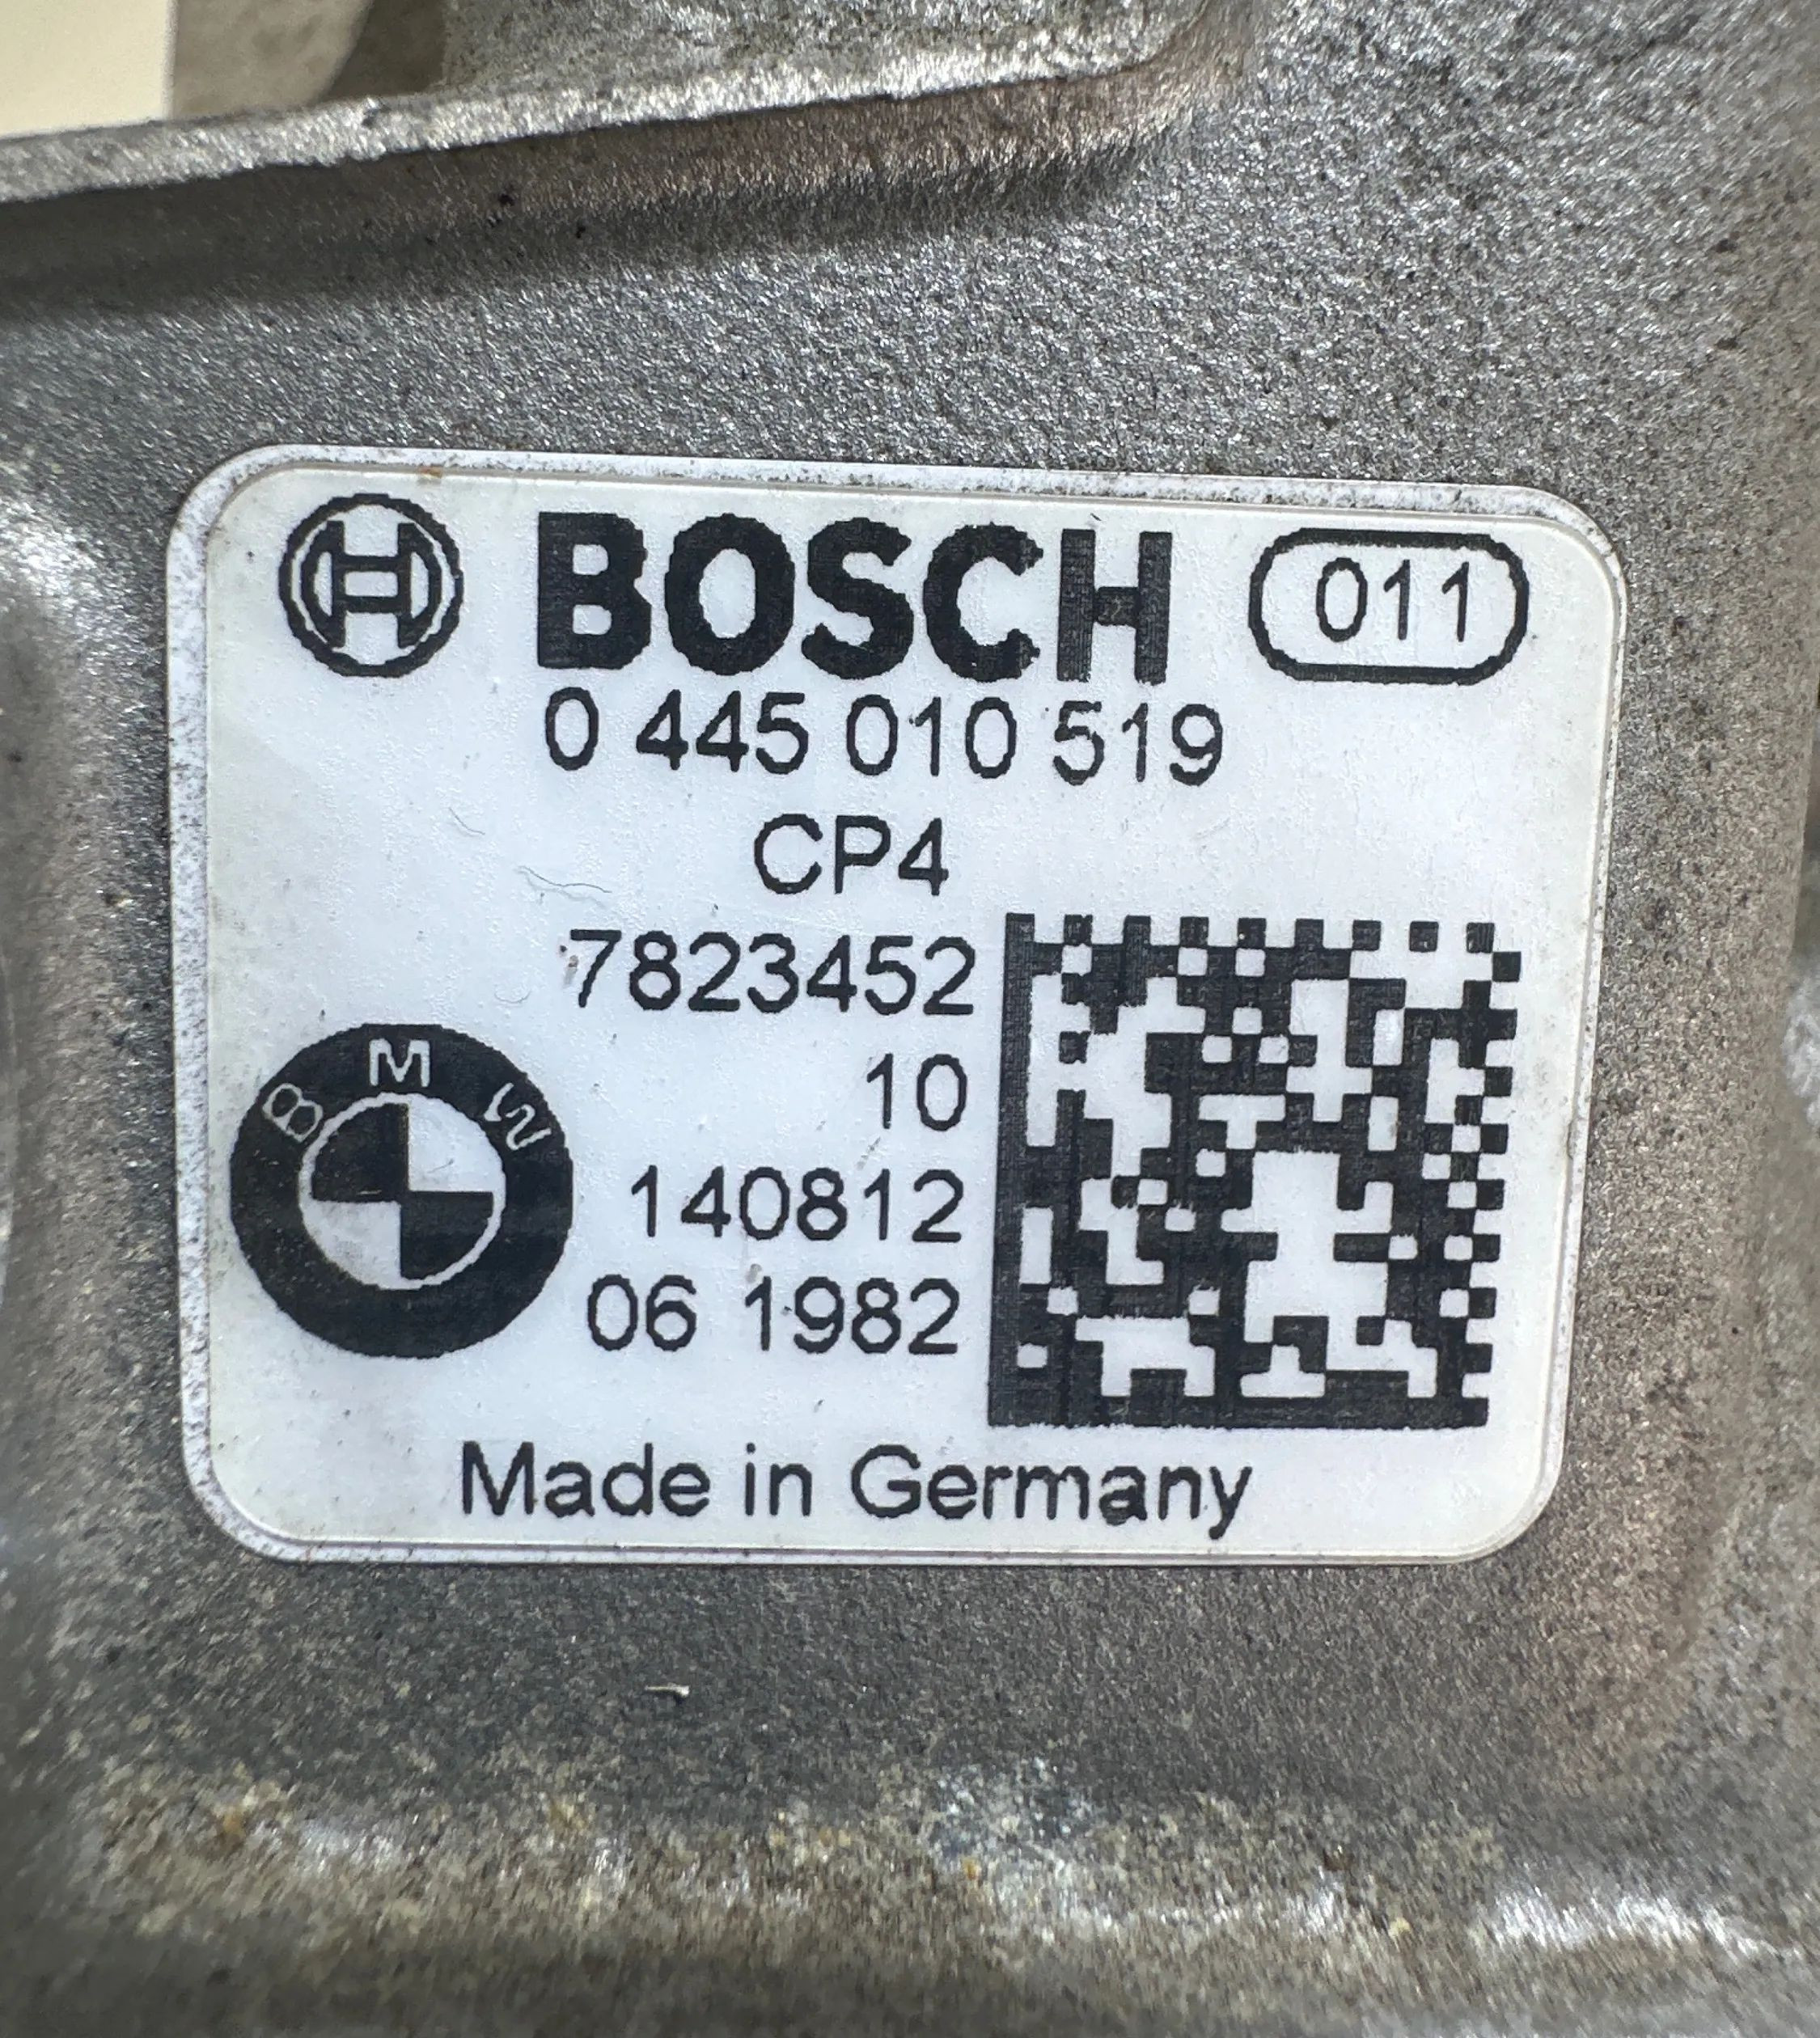 BOSCH 011
0 445 010 519
CP4
7823452
10
BMW
140812
06 1982
Made in Germany